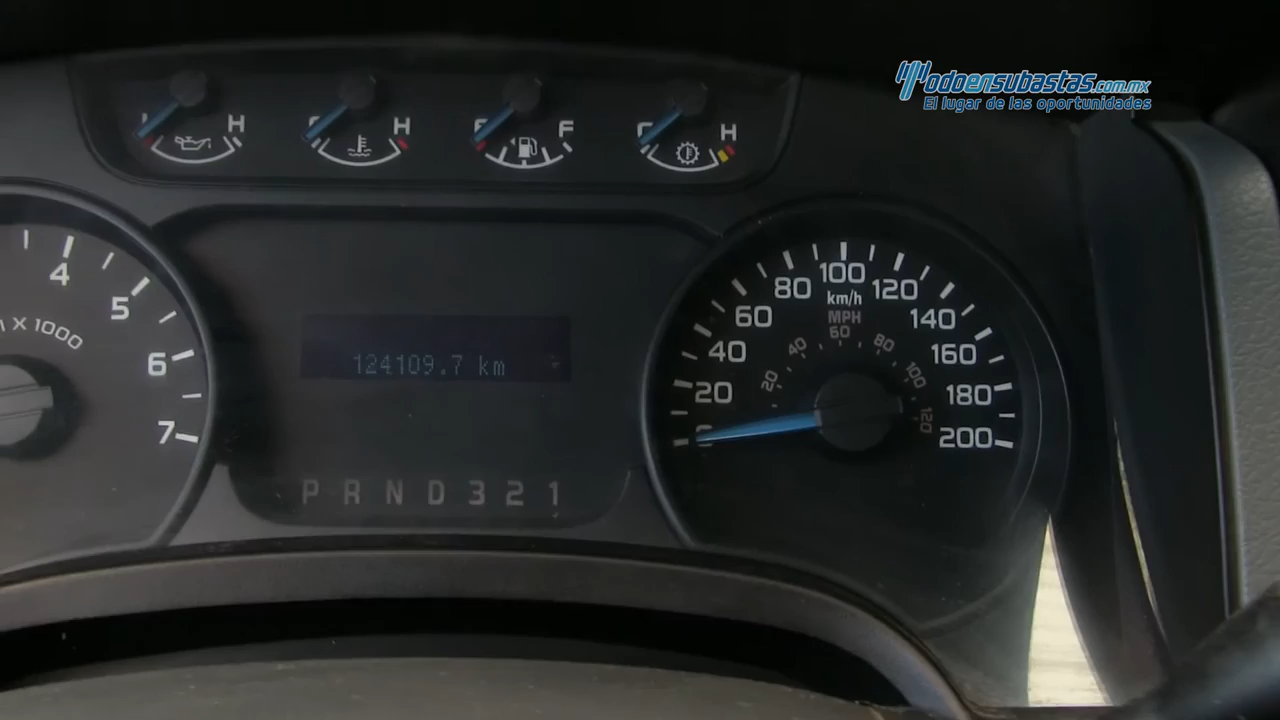 Todoensubastas.com.mx
El lugar de las oportunidades
H
H
F
H
4
5
X 1000
6
7
124109.7 km
P R N D 3 2 1
20
40
60
80
100
120
140
160
180
200
km/h
MPH
20
40
60
80
100
120